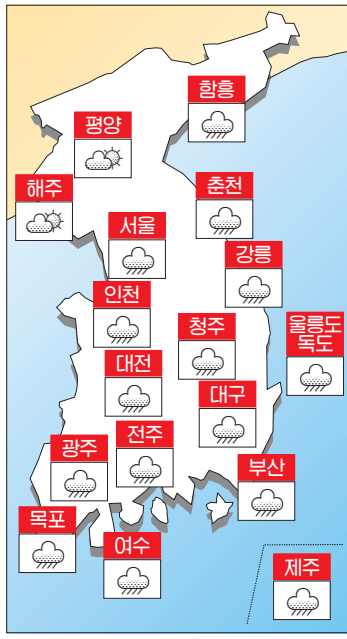 함흥
평양
해주
춘천
서울
강릉
인천
울릉도
독도
청주
대전
대구
전주
광주
부산
목포
여수
제주